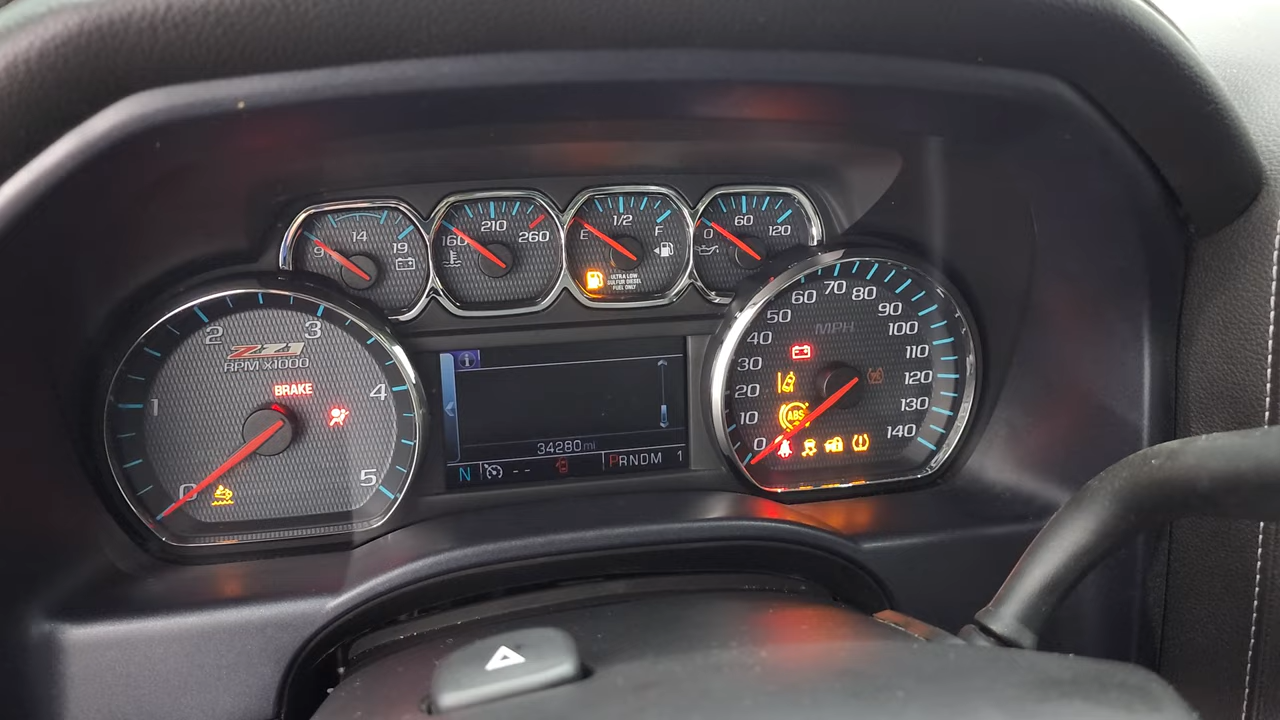 14
9 19
210
160 260
1/2
E F
ULTRA LOW
SULFUR DIESEL
FUEL ONLY
60
0 120
2 3
Z71
RPM x1000
1 4
0 5
BRAKE
0 10 20 30 40 50 60 70 80 90 100 110 120 130 140
MPH
ABS
34280 mi
N -- PRNDM 1